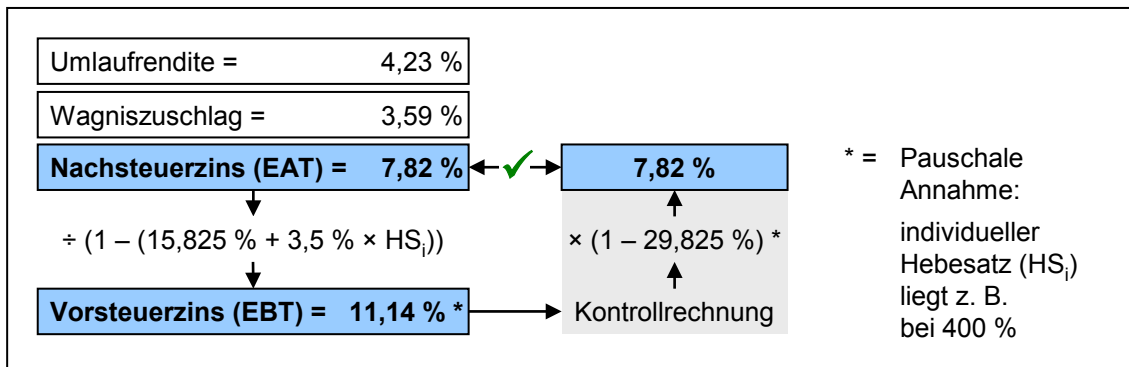 Umlaufrendite = 4,23 %
Wagniszuschlag = 3,59 %
Nachsteuerzins (EAT) = 7,82 %
7,82 %
÷ (1 – (15,825 % + 3,5 % × HSi))
× (1 – 29,825 %) *
Vorsteuerzins (EBT) = 11,14 % *
Kontrollrechnung
* = Pauschale
Annahme:
individueller
Hebesatz (HSi)
liegt z. B.
bei 400 %